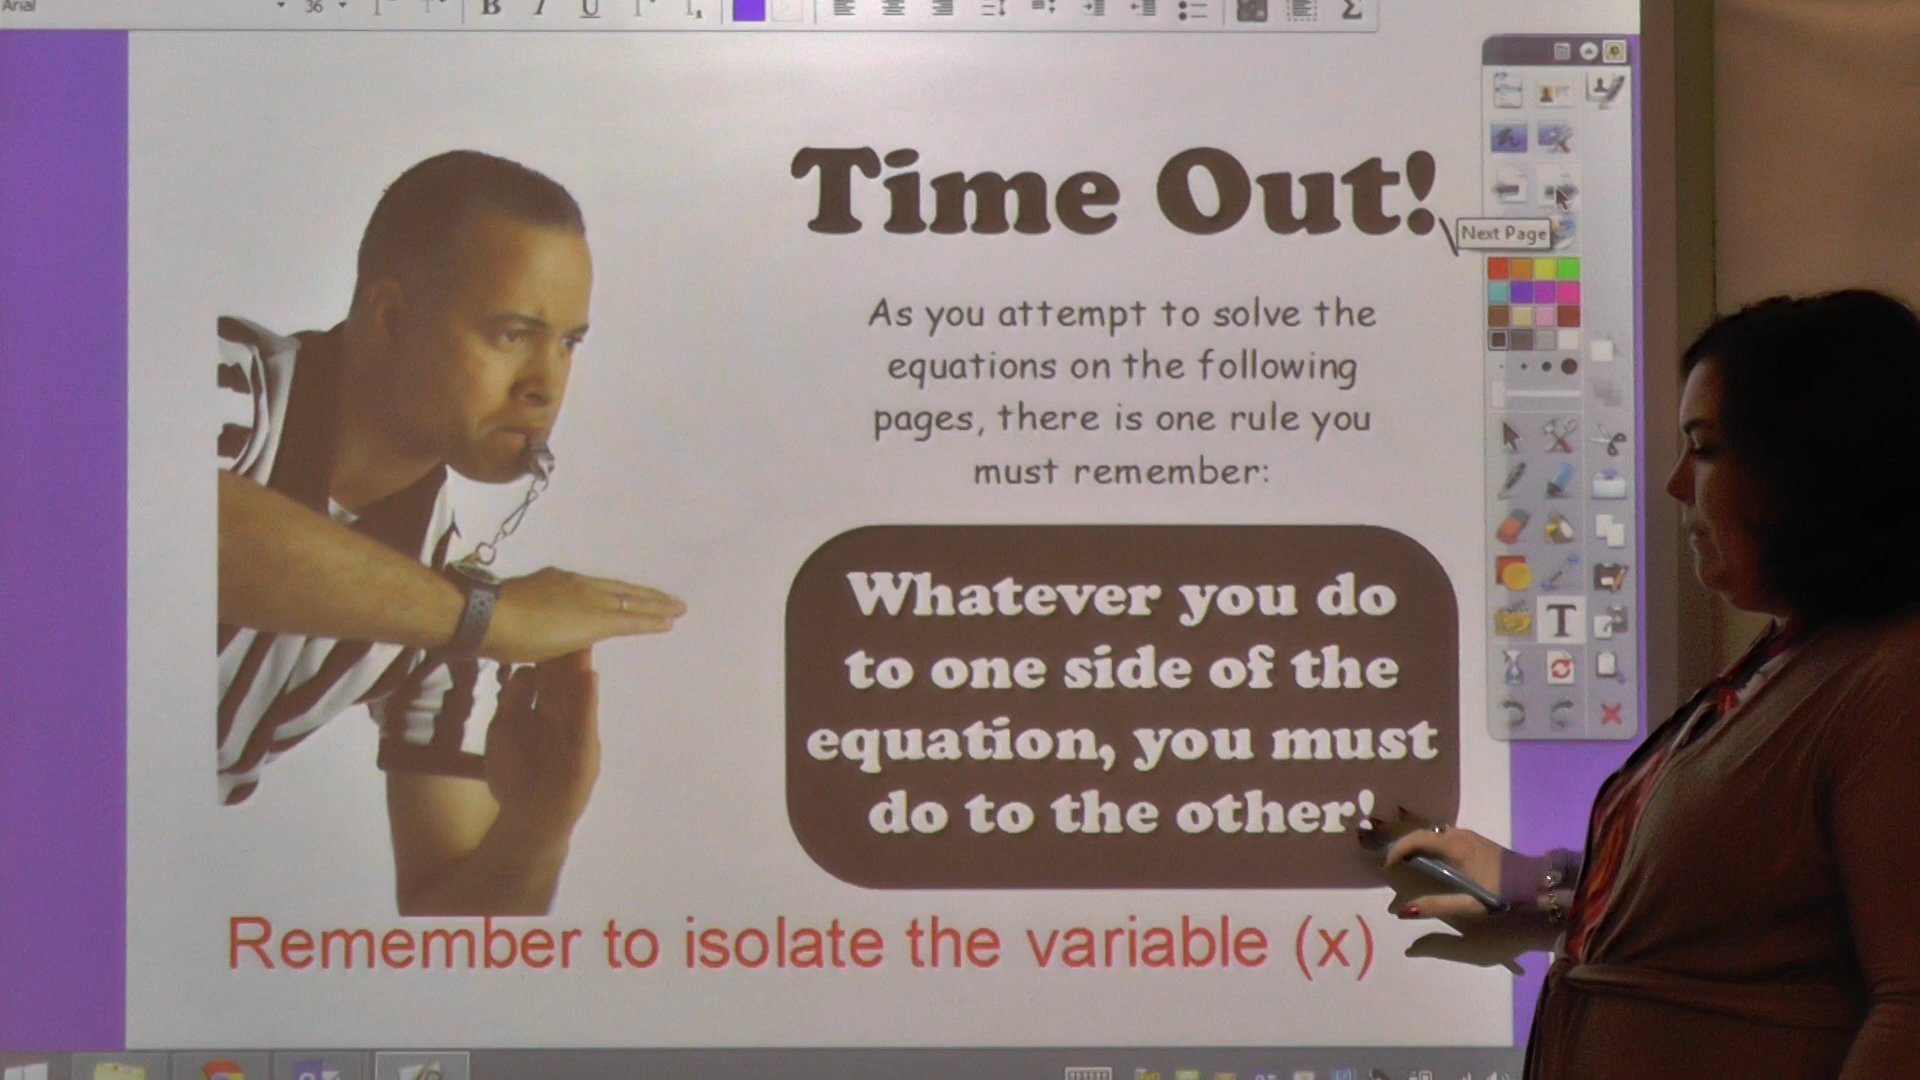 Arial 36 B I U Σ
Time Out!
Next Page
As you attempt to solve the
equations on the following
pages, there is one rule you
must remember:
Whatever you do
to one side of the
equation, you must
do to the other!
Remember to isolate the variable (x)
T